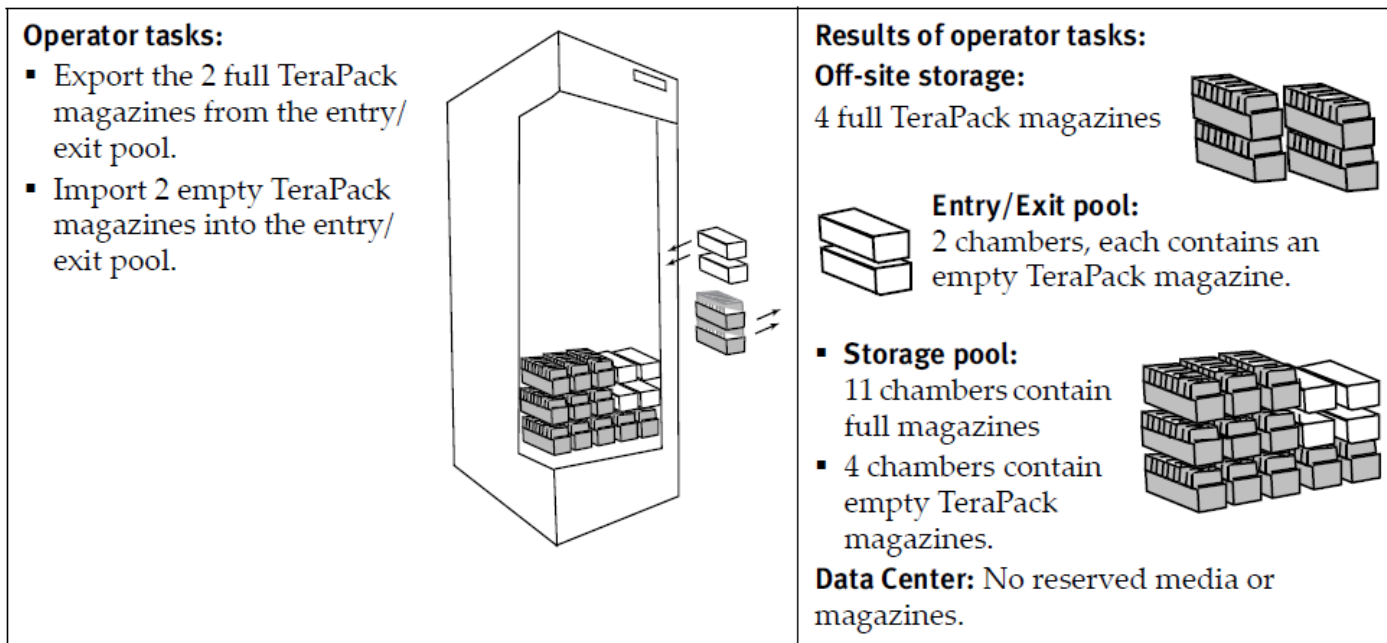 Operator tasks:
▪ Export the 2 full TeraPack
magazines from the entry/
exit pool.
▪ Import 2 empty TeraPack
magazines into the entry/
exit pool.
Results of operator tasks:
Off-site storage:
4 full TeraPack magazines
Entry/Exit pool:
2 chambers, each contains an
empty TeraPack magazine.
▪ Storage pool:
11 chambers contain
full magazines
▪ 4 chambers contain
empty TeraPack
magazines.
Data Center: No reserved media or
magazines.